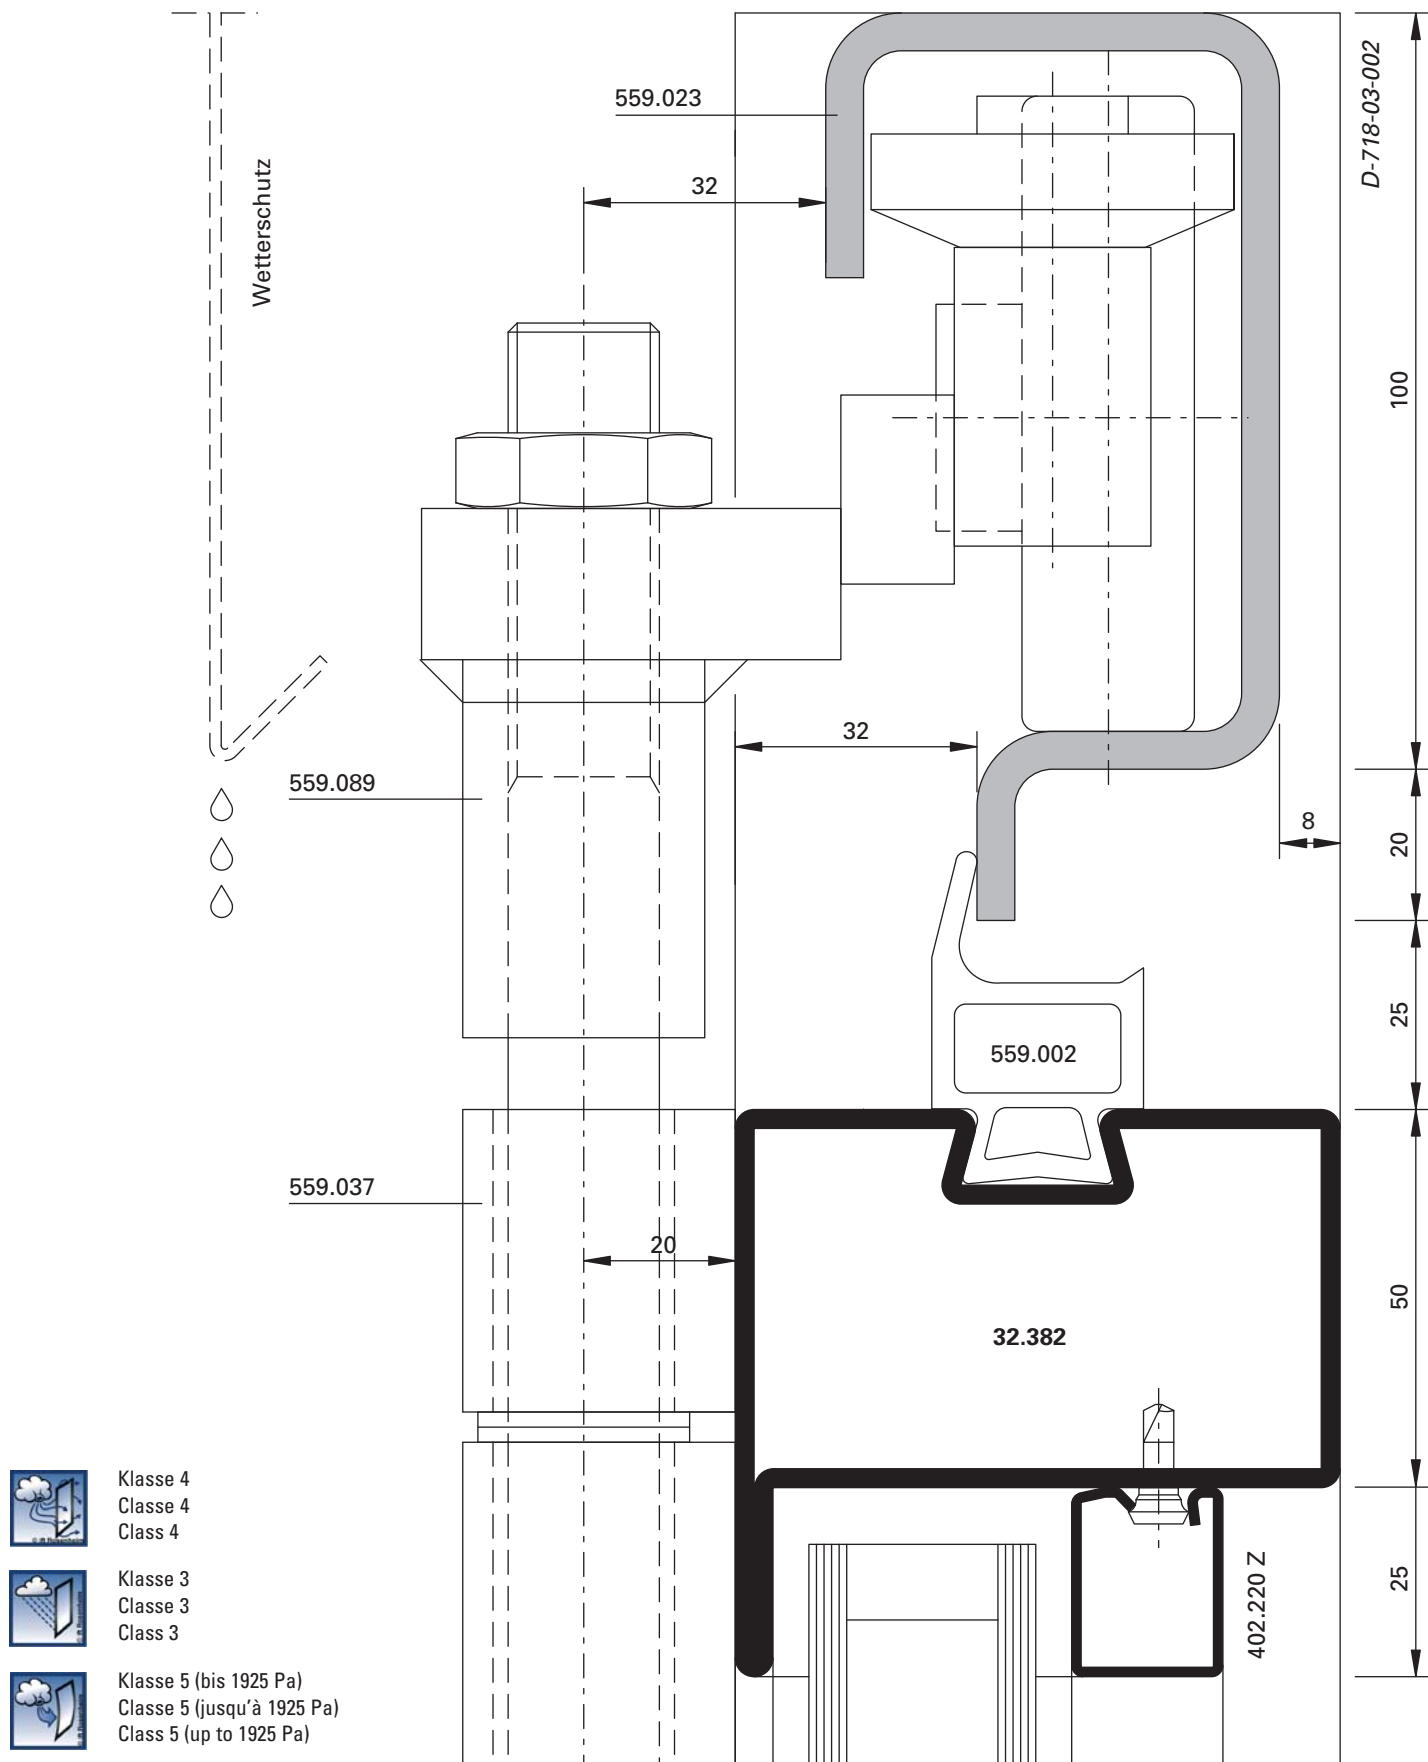 D-718-03-002
559.023
Wetterschutz
32
100
32
559.089
8
20
25
559.002
559.037
20
50
32.382
Klasse 4
Classe 4
Class 4
Klasse 3
Classe 3
Class 3
402.220 Z
25
Klasse 5 (bis 1925 Pa)
Classe 5 (jusqu'à 1925 Pa)
Class 5 (up to 1925 Pa)